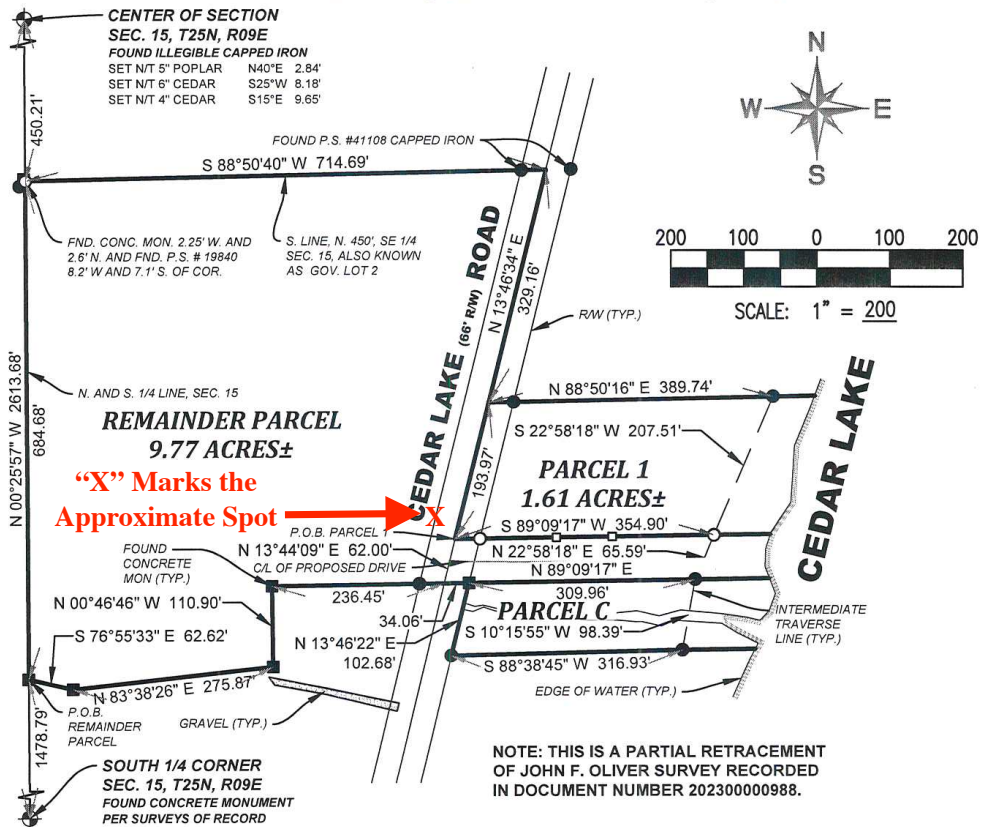 CENTER OF SECTION
SEC. 15, T25N, R09E
FOUND ILLEGIBLE CAPPED IRON
SET N/T 5" POPLAR N40°E 2.84'
SET N/T 6" CEDAR S25°W 8.18'
SET N/T 4" CEDAR S15°E 9.65'
450.21'
N
W E
S
FOUND P.S. #41108 CAPPED IRON
S 88°50'40" W 714.69'
FND. CONC. MON. 2.25' W. AND
2.6' N. AND FND. P.S. # 19840
8.2' W AND 7.1' S. OF COR.
S. LINE, N. 450', SE 1/4
SEC. 15, ALSO KNOWN
AS GOV. LOT 2
CEDAR LAKE (66' R/W) ROAD
N 13°46'34" E
329.16'
R/W (TYP.)
200 100 0 100 200
SCALE: 1" = 200
N 00°25'57" W 2613.68'
684.68'
N. AND S. 1/4 LINE, SEC. 15
REMAINDER PARCEL
9.77 ACRES±
N 88°50'16" E 389.74'
S 22°58'18" W 207.51'
CEDAR LAKE
193.97'
PARCEL 1
1.61 ACRES±
"X" Marks the
Approximate Spot
X
S 89°09'17" W 354.90'
P.O.B. PARCEL 1
N 13°44'09" E 62.00'
C/L OF PROPOSED DRIVE
N 22°58'18" E 65.59'
N 89°09'17" E
309.96'
FOUND
CONCRETE
MON (TYP.)
236.45'
34.06'
N 00°46'46" W 110.90'
PARCEL C
S 10°15'55" W 98.39'
INTERMEDIATE
TRAVERSE
LINE (TYP.)
S 76°55'33" E 62.62'
N 13°46'22" E
102.68'
S 88°38'45" W 316.93'
N 83°38'26" E 275.87'
EDGE OF WATER (TYP.)
P.O.B.
REMAINDER
PARCEL
GRAVEL (TYP.)
1478.79'
SOUTH 1/4 CORNER
SEC. 15, T25N, R09E
FOUND CONCRETE MONUMENT
PER SURVEYS OF RECORD
NOTE: THIS IS A PARTIAL RETRACEMENT
OF JOHN F. OLIVER SURVEY RECORDED
IN DOCUMENT NUMBER 202300000988.